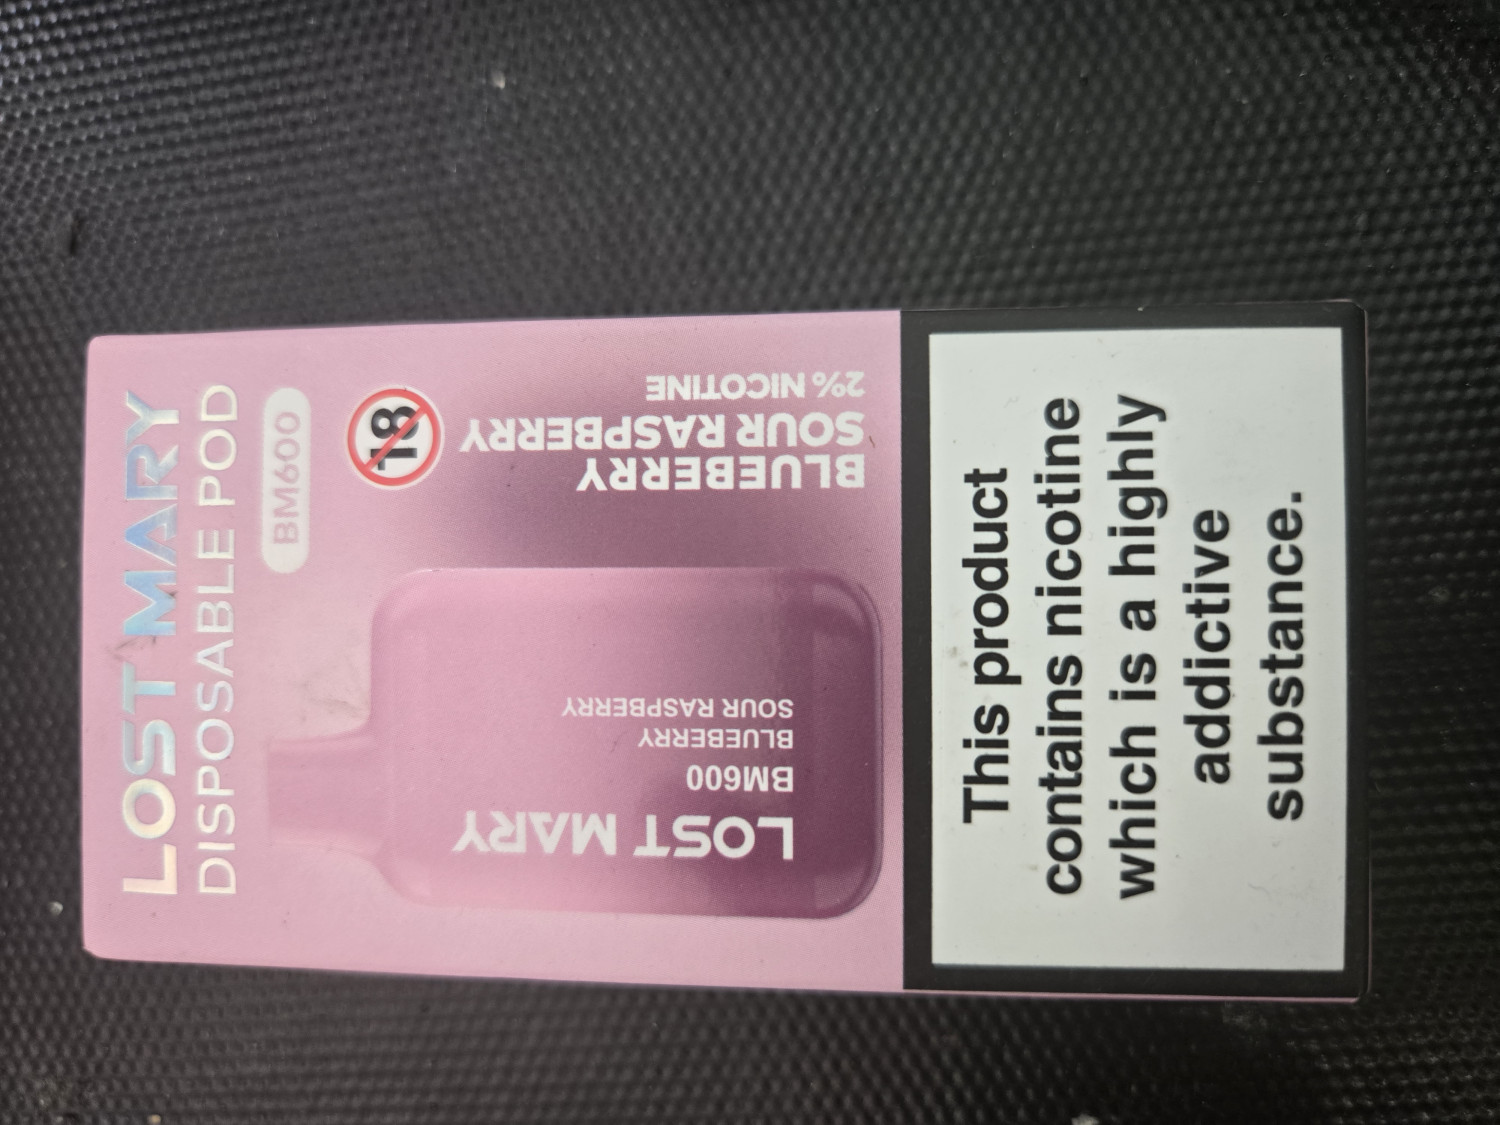 LOST MARY
DISPOSABLE POD
BM600
18
BLUEBERRY
SOUR RASPBERRY
2% NICOTINE
LOST MARY
BM600
BLUEBERRY
SOUR RASPBERRY
This product
contains nicotine
which is a highly
addictive
substance.